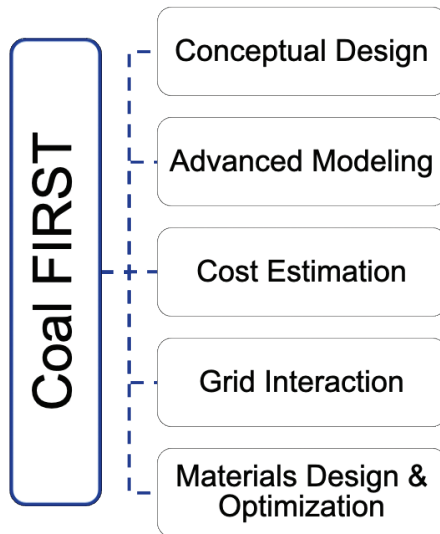 Coal FIRST
Conceptual Design
Advanced Modeling
Cost Estimation
Grid Interaction
Materials Design &
Optimization